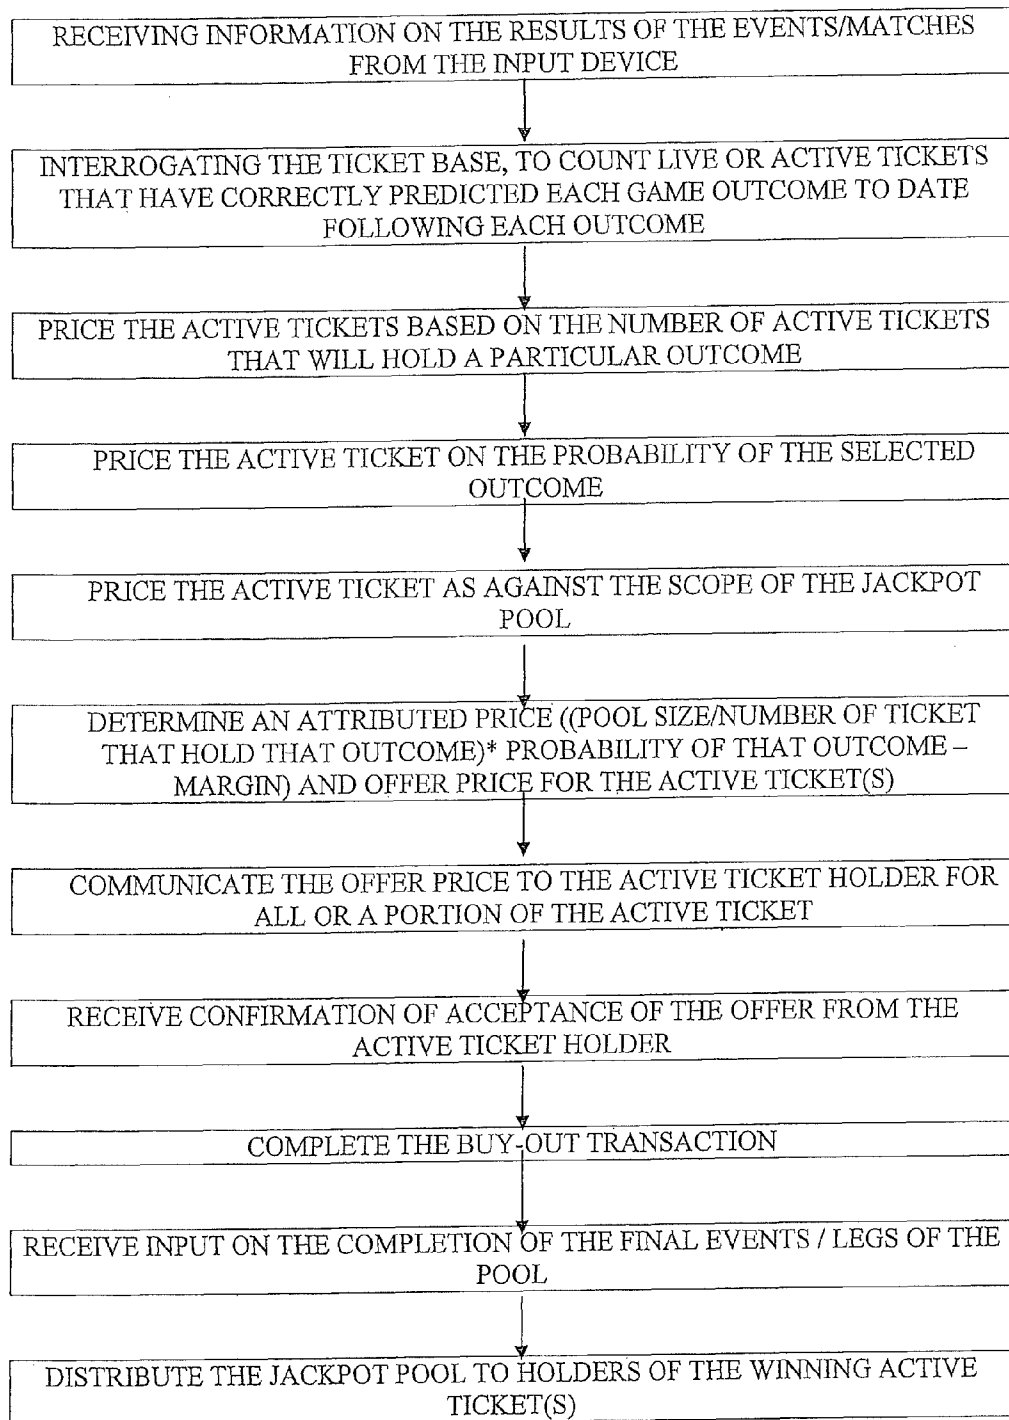 RECEIVING INFORMATION ON THE RESULTS OF THE EVENTS/MATCHES
FROM THE INPUT DEVICE
INTERROGATING THE TICKET BASE, TO COUNT LIVE OR ACTIVE TICKETS
THAT HAVE CORRECTLY PREDICTED EACH GAME OUTCOME TO DATE
FOLLOWING EACH OUTCOME
PRICE THE ACTIVE TICKETS BASED ON THE NUMBER OF ACTIVE TICKETS
THAT WILL HOLD A PARTICULAR OUTCOME
PRICE THE ACTIVE TICKET ON THE PROBABILITY OF THE SELECTED
OUTCOME
PRICE THE ACTIVE TICKET AS AGAINST THE SCOPE OF THE JACKPOT
POOL
DETERMINE AN ATTRIBUTED PRICE ((POOL SIZE/NUMBER OF TICKET
THAT HOLD THAT OUTCOME)* PROBABILITY OF THAT OUTCOME –
MARGIN) AND OFFER PRICE FOR THE ACTIVE TICKET(S)
COMMUNICATE THE OFFER PRICE TO THE ACTIVE TICKET HOLDER FOR
ALL OR A PORTION OF THE ACTIVE TICKET
RECEIVE CONFIRMATION OF ACCEPTANCE OF THE OFFER FROM THE
ACTIVE TICKET HOLDER
COMPLETE THE BUY-OUT TRANSACTION
RECEIVE INPUT ON THE COMPLETION OF THE FINAL EVENTS / LEGS OF THE
POOL
DISTRIBUTE THE JACKPOT POOL TO HOLDERS OF THE WINNING ACTIVE
TICKET(S)